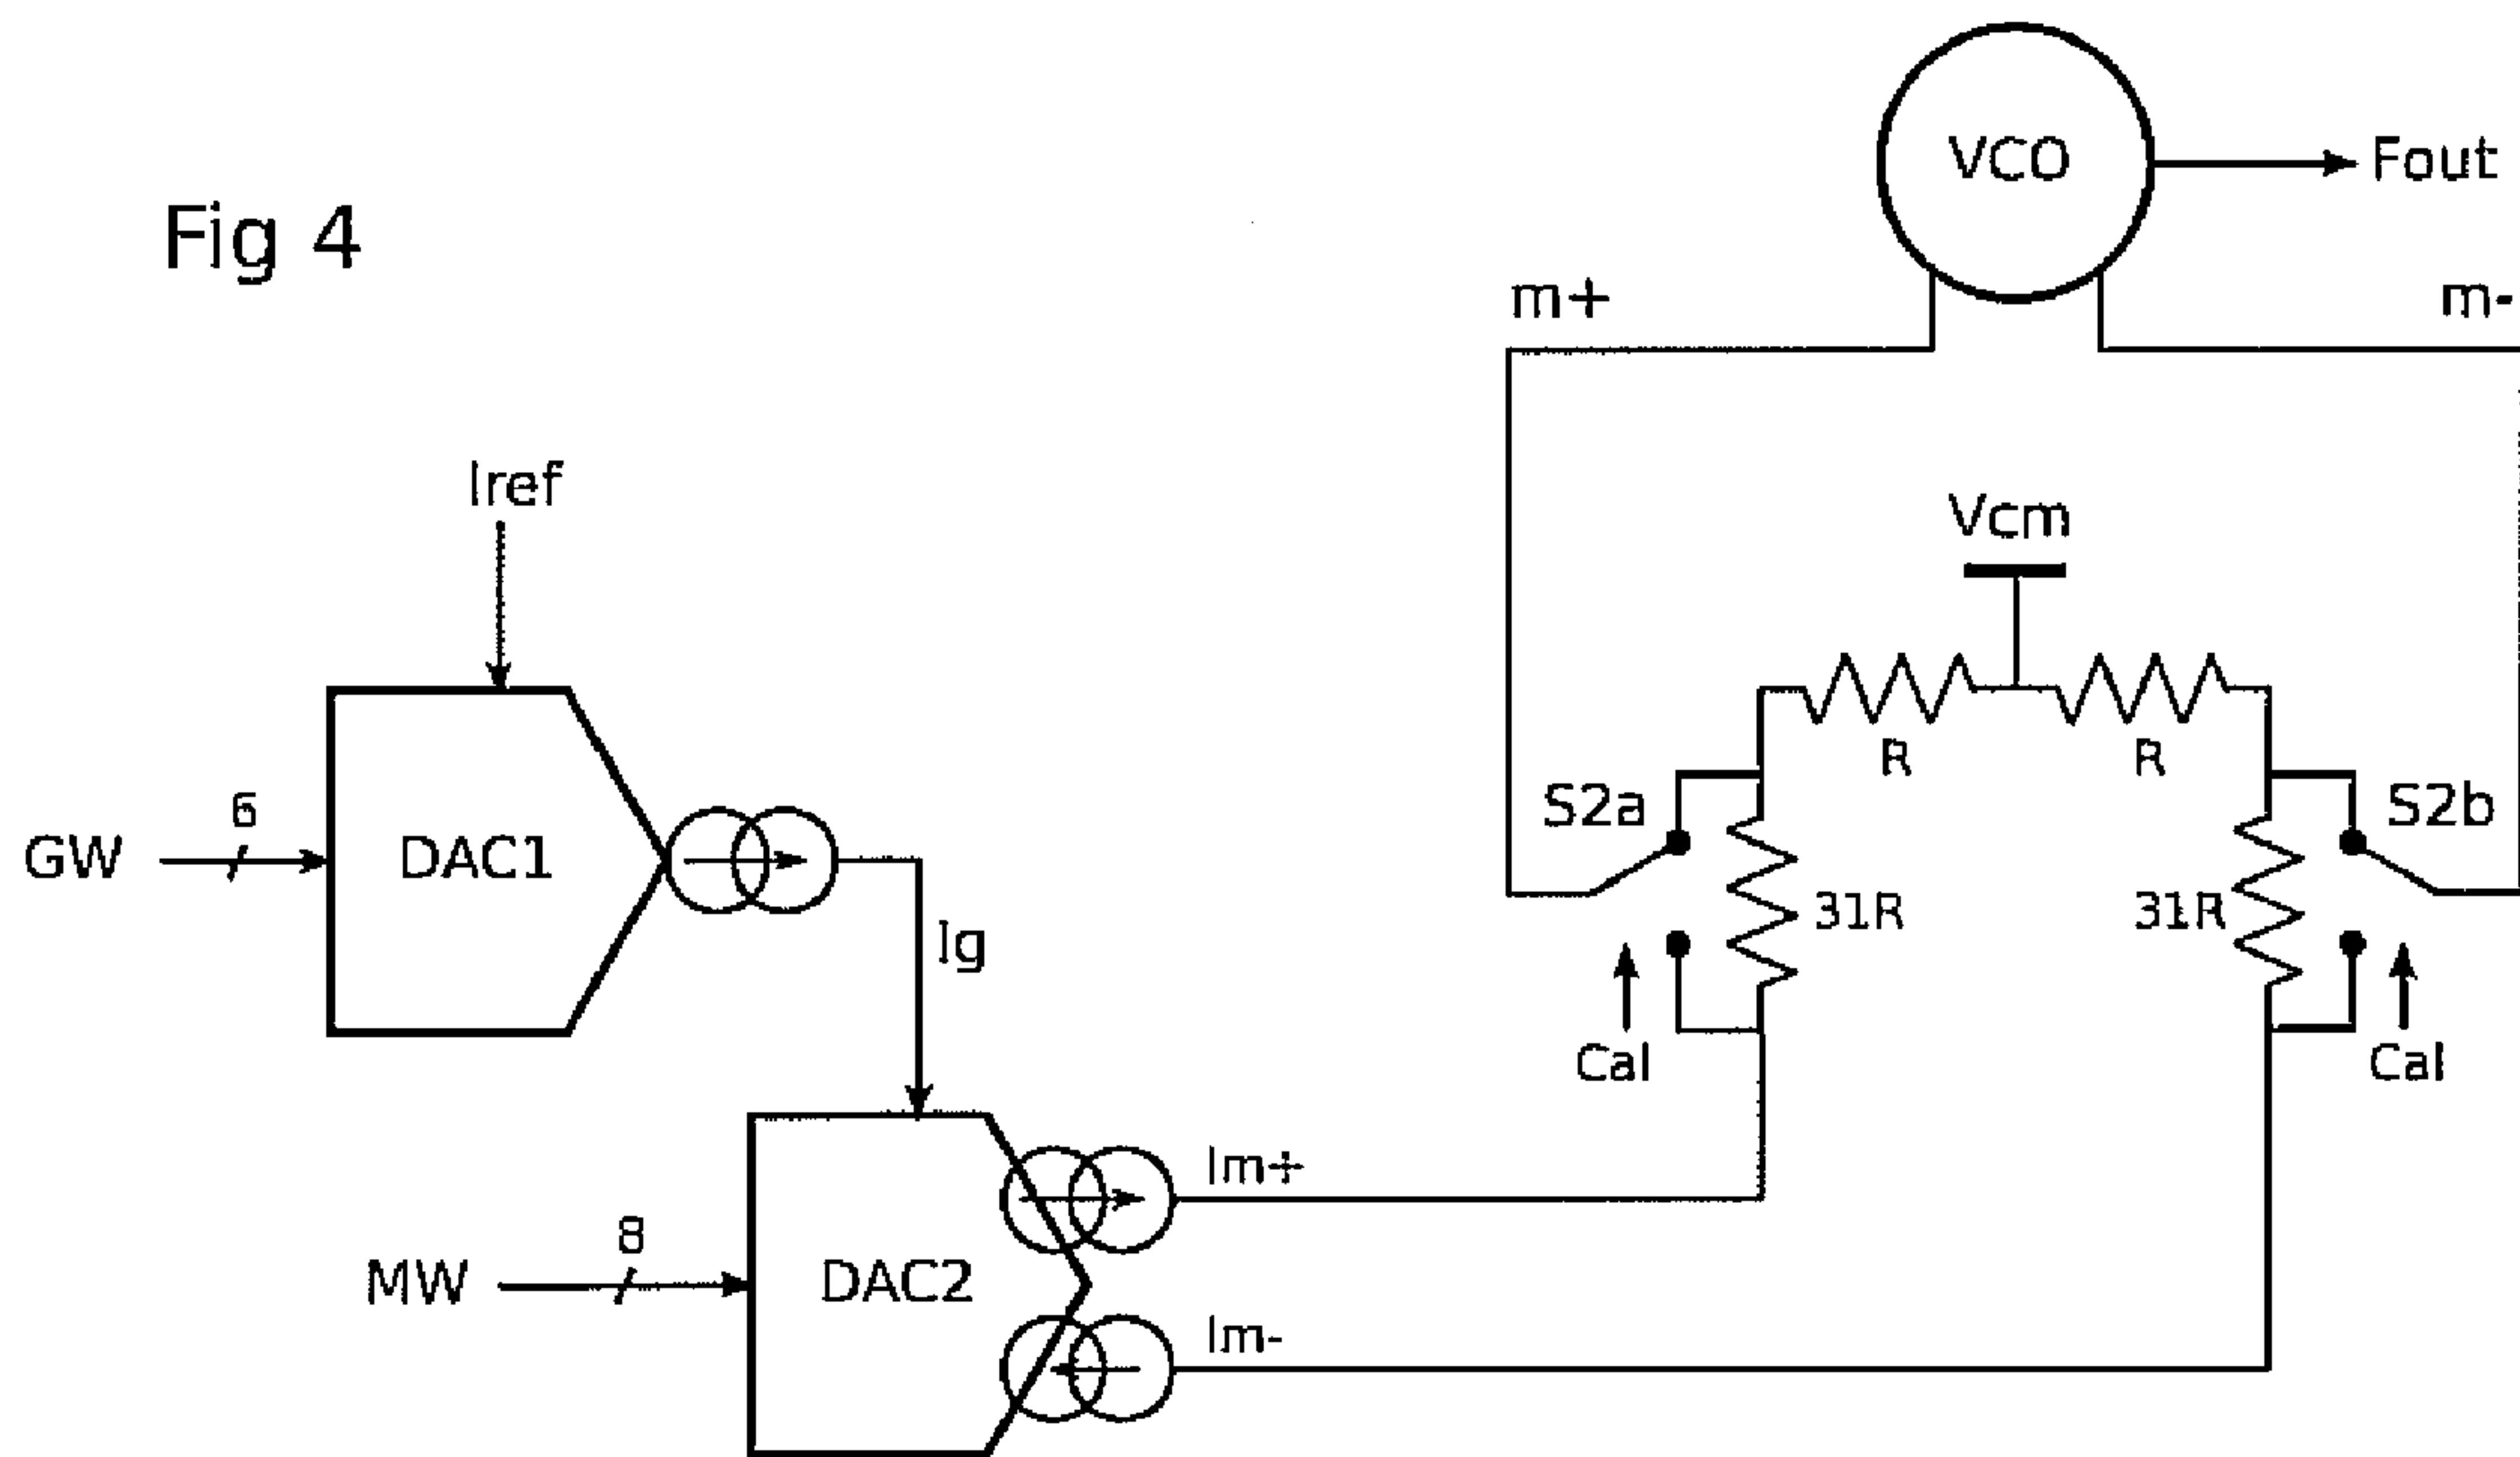 VCO
Fout
Fig 4
m+
m-
Iref
Vcm
R
R
6
S2a
S2b
GW
DAC1
31R
31R
Ig
Cal
Cal
Im+
8
MW
DAC2
Im-